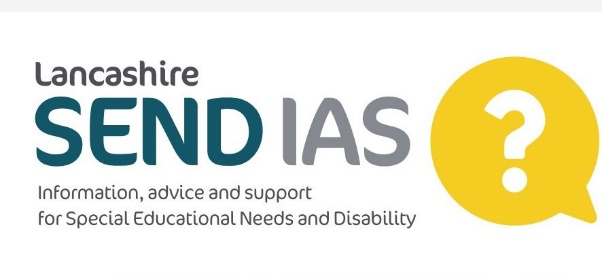 Lancashire
SEND IAS
?
Information, advice and support
for Special Educational Needs and Disability